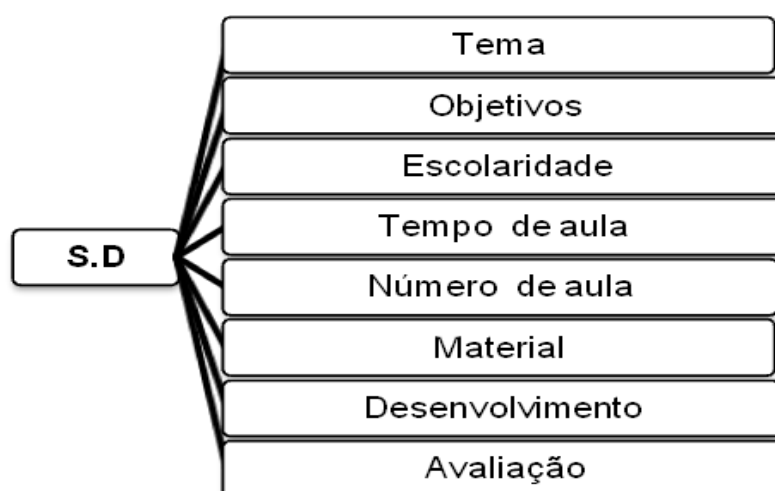 S.D
Tema
Objetivos
Escolaridade
Tempo de aula
Número de aula
Material
Desenvolvimento
Avaliação